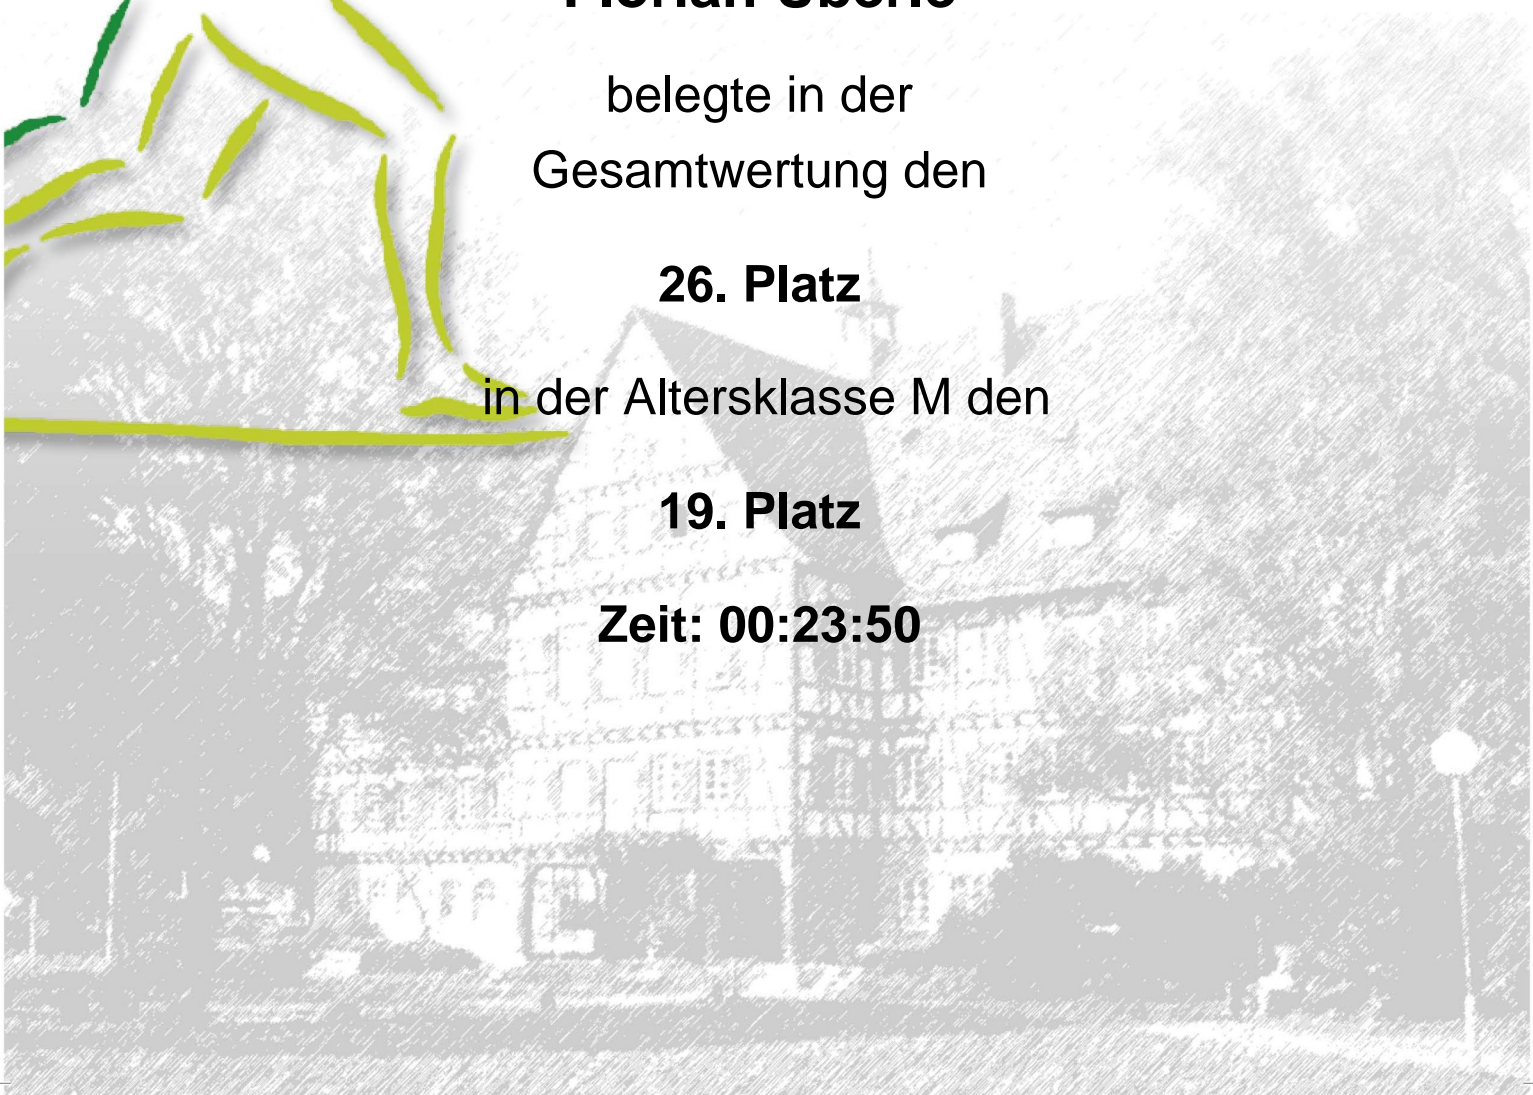 belegte in der
Gesamtwertung den
26. Platz
in der Altersklasse M den
19. Platz
Zeit: 00:23:50